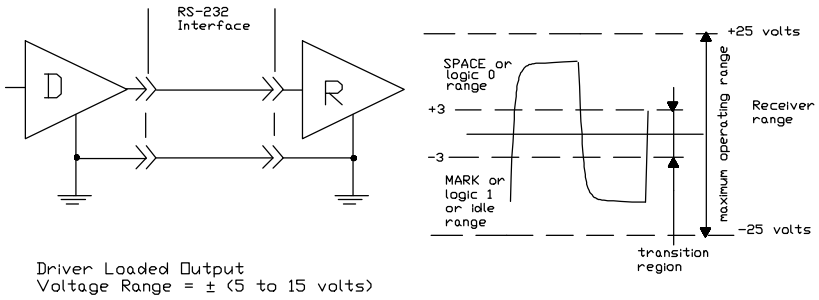 RS-232
Interface
D
R
Driver Loaded Output
Voltage Range = ± (5 to 15 volts)
+25 volts
SPACE or
logic 0
range
+3
-3
MARK or
logic 1
or idle
range
maximum operating range
Receiver
range
-25 volts
transition
region